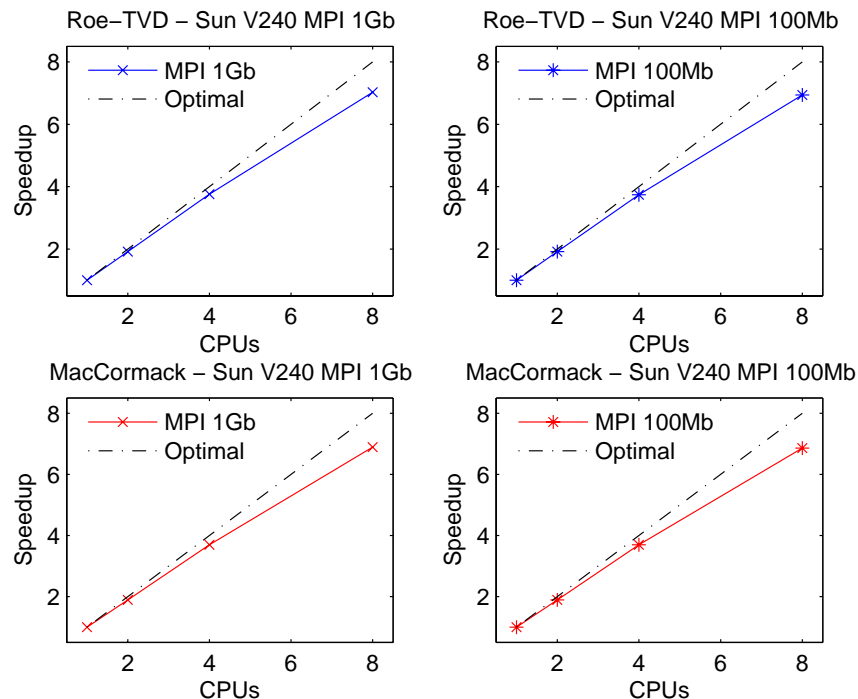 Roe−TVD − Sun V240 MPI 1Gb
8
6
4
2
Speedup
MPI 1Gb
Optimal
2 4 6 8
CPUs
Roe−TVD − Sun V240 MPI 100Mb
8
6
4
2
Speedup
MPI 100Mb
Optimal
2 4 6 8
CPUs
MacCormack − Sun V240 MPI 1Gb
8
6
4
2
Speedup
MPI 1Gb
Optimal
2 4 6 8
CPUs
MacCormack − Sun V240 MPI 100Mb
8
6
4
2
Speedup
MPI 100Mb
Optimal
2 4 6 8
CPUs